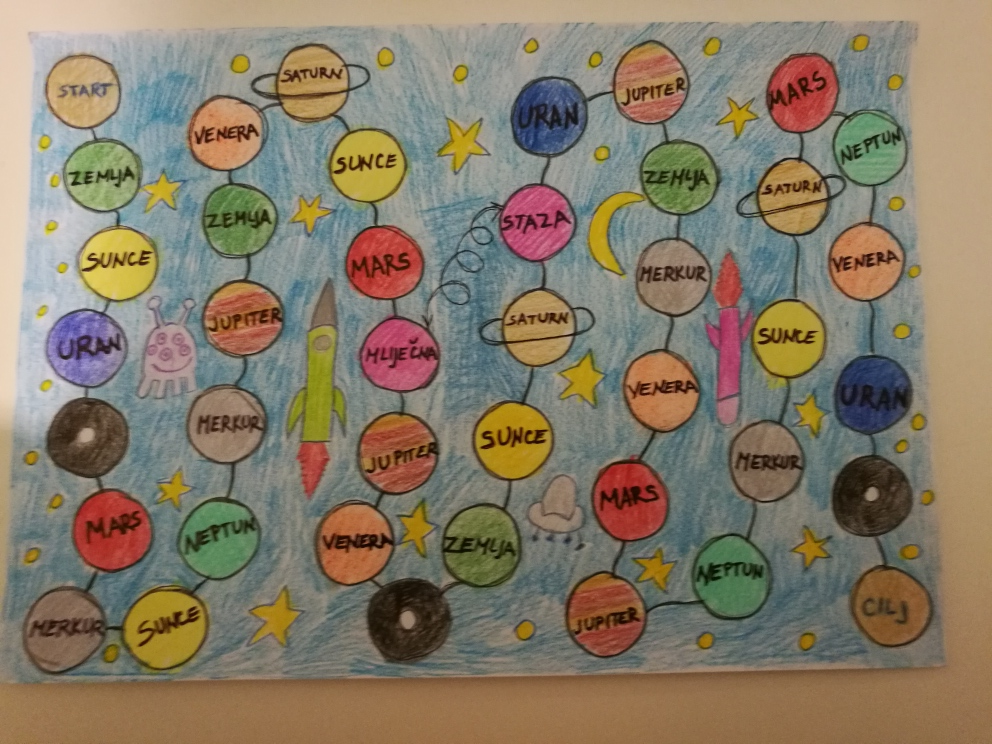 START
ZEMLJA
SUNCE
URAN
MARS
MERKUR
SUNCE
NEPTUN
MERKUR
JUPITER
ZEMLJA
VENERA
SATURN
SUNCE
MARS
MLIJEČNA
JUPITER
VENERA
ZEMLJA
SUNCE
SATURN
STAZA
URAN
JUPITER
ZEMLJA
MERKUR
VENERA
MARS
JUPITER
NEPTUN
MERKUR
SUNCE
SATURN
MARS
NEPTUN
VENERA
URAN
CILJ